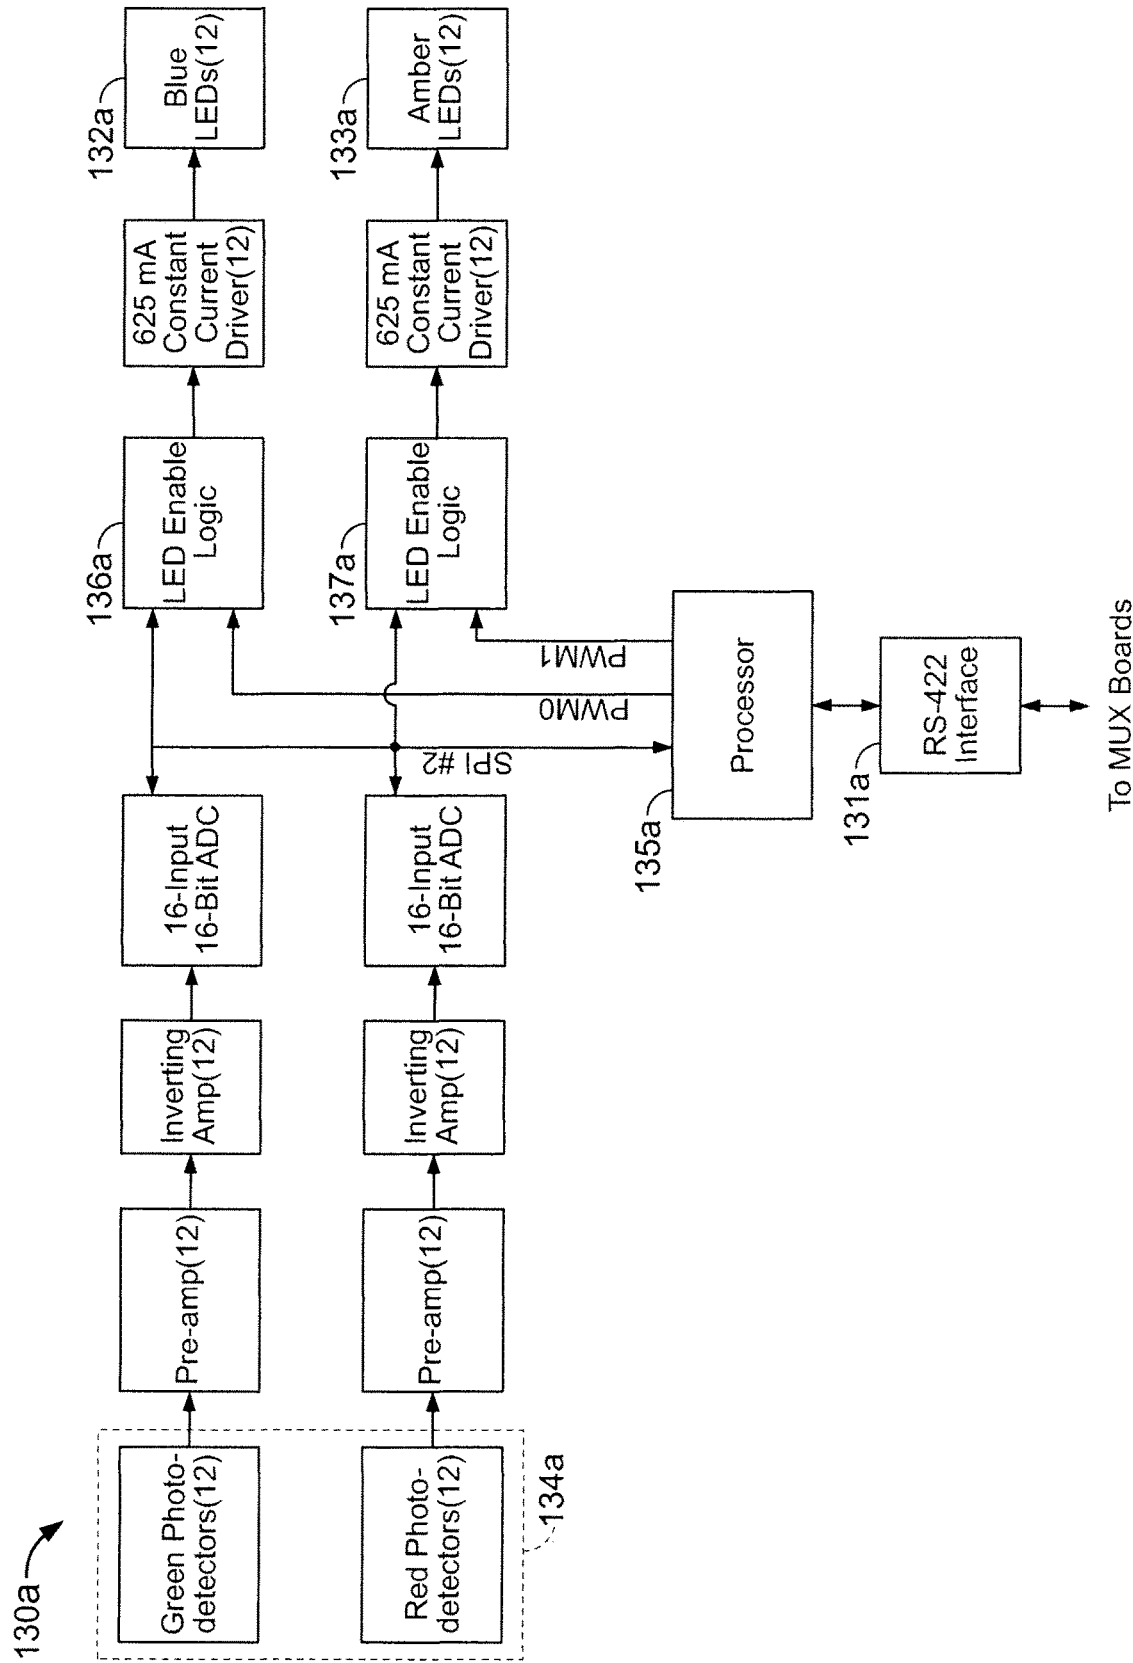 130a
Green Photo-
detectors(12)
Pre-amp(12)
Inverting
Amp(12)
16-Input
16-Bit ADC
136a
LED Enable
Logic
625 mA
Constant
Current
Driver(12)
132a
Blue
LEDs(12)
Red Photo-
detectors(12)
134a
Pre-amp(12)
Inverting
Amp(12)
16-Input
16-Bit ADC
137a
LED Enable
Logic
625 mA
Constant
Current
Driver(12)
133a
Amber
LEDs(12)
SPI #2
PWM0
PWM1
135a
Processor
131a
RS-422
Interface
To MUX Boards